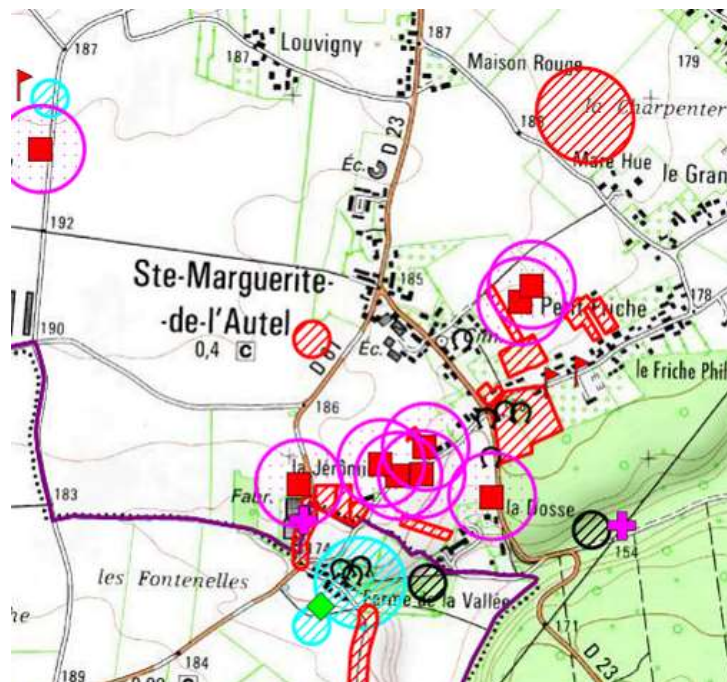 187
187
Louvigny
187
Maison Rouge
179
la Charpenter
188
D 23
Mare Hue
Éc.
le Gran
192
Ste-Marguerite-
-de-l'Autel
185
Petit Friche
178
190
0,4 C
D 61
Éc.
le Friche Phil
186
la Jérômi
183
Fabr.
la Dosse
174
154
les Fontenelles
Ferme de la Vallée
171
D 23
184
189